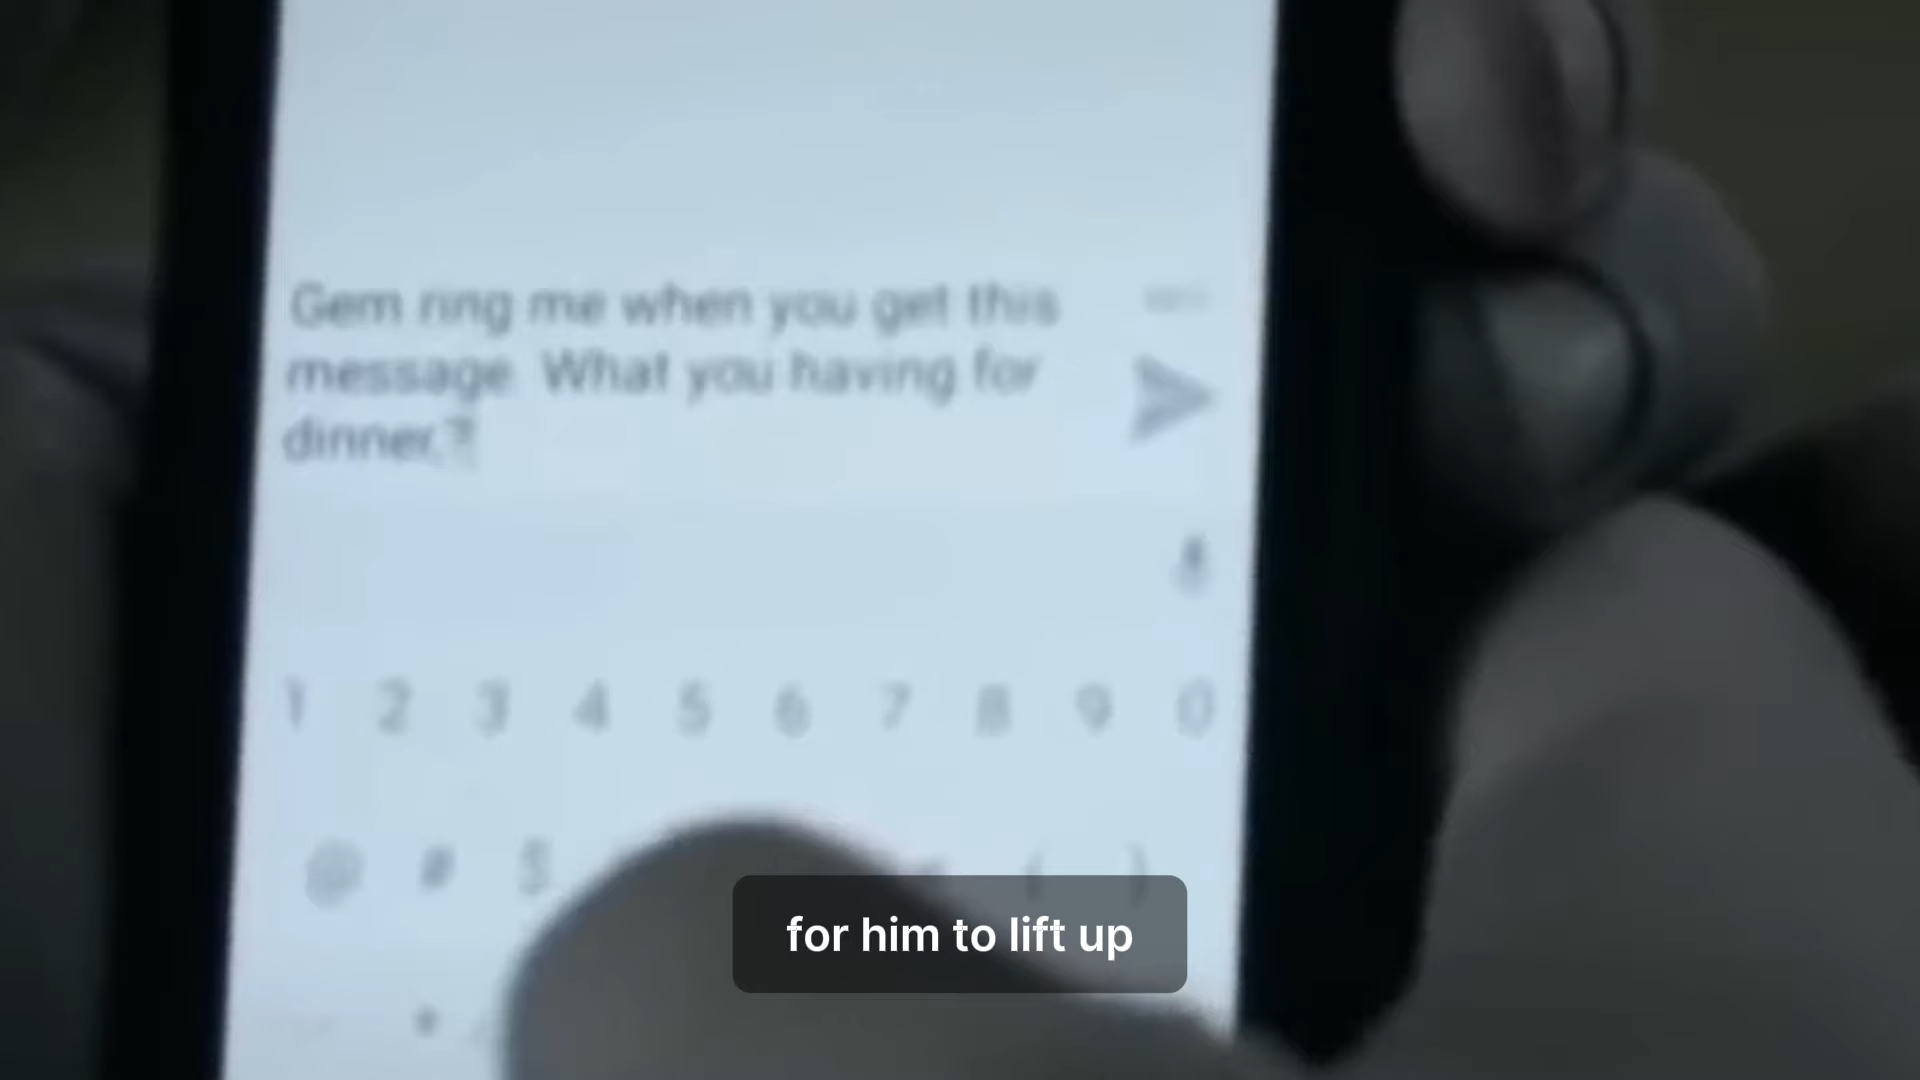 Gem ring me when you get this
message. What you having for
dinner,?
1 2 3 4 5 6 7 8 9 0
@ # $ ( )
for him to lift up